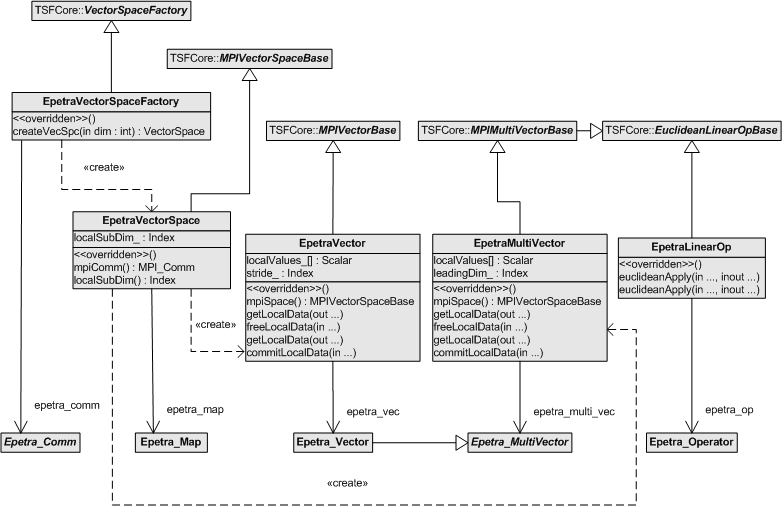 TSFCore::VectorSpaceFactory
TSFCore::MPIVectorSpaceBase
EpetraVectorSpaceFactory
<<overridden>>()
createVecSpc(in dim : int) : VectorSpace
TSFCore::MPIVectorBase
TSFCore::MPIMultiVectorBase
TSFCore::EuclideanLinearOpBase
«create»
EpetraVectorSpace
localSubDim_ : Index
<<overridden>>()
mpiComm() : MPI_Comm
localSubDim() : Index
EpetraVector
localValues_[] : Scalar
stride_ : Index
<<overridden>>()
mpiSpace() : MPIVectorSpaceBase
getLocalData(out ...)
freeLocalData(in ...)
getLocalData(out ...)
commitLocalData(in ...)
EpetraMultiVector
localValues[] : Scalar
leadingDim_ : Index
<<overridden>>()
mpiSpace() : MPIVectorSpaceBase
getLocalData(out ...)
freeLocalData(in ...)
getLocalData(out ...)
commitLocalData(in ...)
EpetraLinearOp
<<overridden>>()
euclideanApply(in ..., inout ...)
euclideanApply(in ..., inout ...)
«create»
epetra_comm
epetra_map
epetra_vec
epetra_multi_vec
epetra_op
Epetra_Comm
Epetra_Map
Epetra_Vector
Epetra_MultiVector
Epetra_Operator
«create»